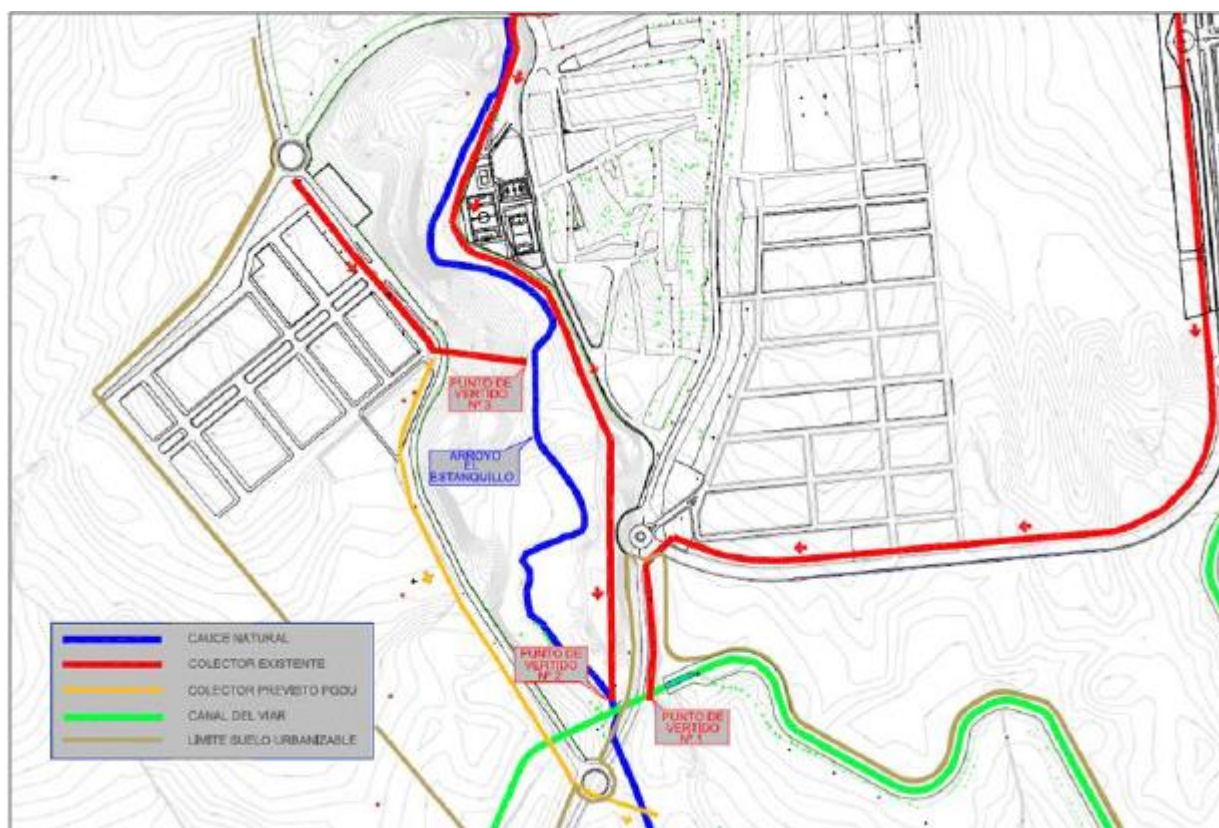 PUNTO DE
VERTIDO
Nº 3
ARROYO
EL
ESTANQUILLO
PUNTO DE
VERTIDO
Nº 2
PUNTO DE
VERTIDO
Nº 1
CAUCE NATURAL
COLECTOR EXISTENTE
COLECTOR PREVISTO PGOU
CANAL DEL VIAR
LIMITE SUELO URBANIZABLE